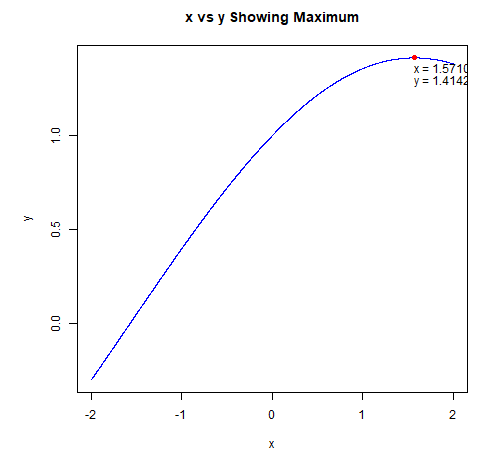 x vs y Showing Maximum
x = 1.5710
y = 1.4142
1.0
0.5
0.0
y
-2 -1 0 1 2
x